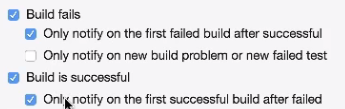 Build fails
Only notify on the first failed build after successful
Only notify on new build problem or new failed test
Build is successful
Only notify on the first successful build after failed